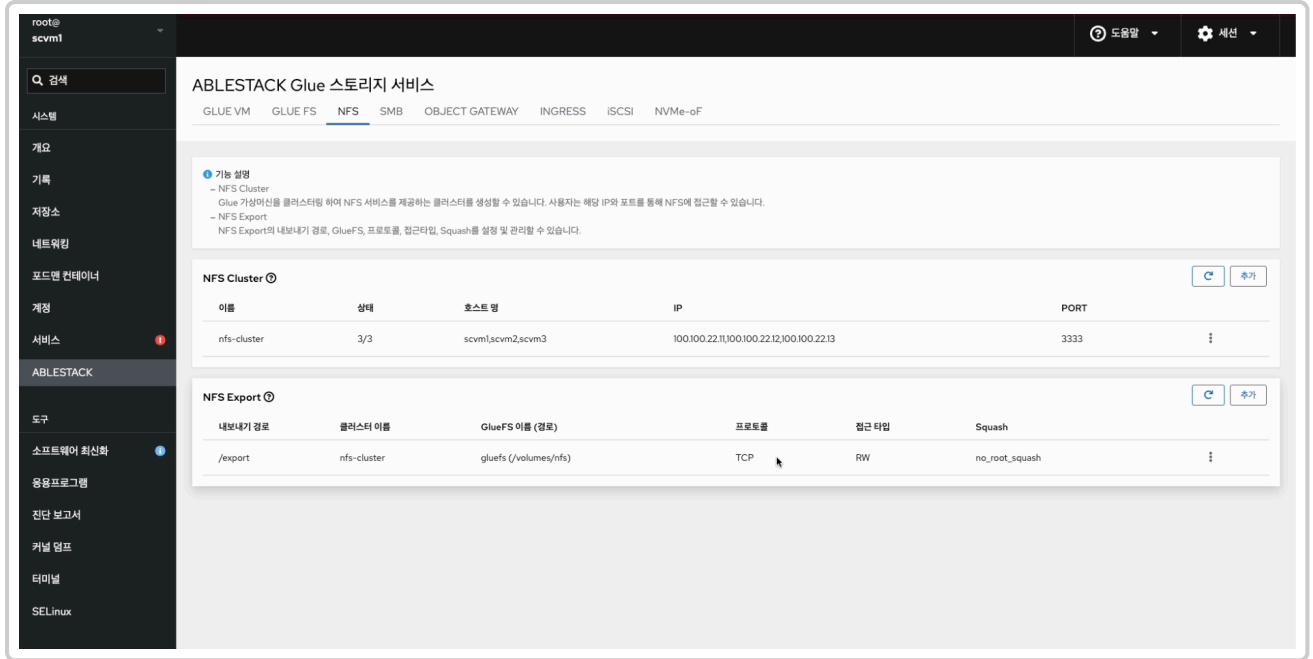 root@
scvm1
도움말
세션
검색
시스템
개요
기록
저장소
네트워킹
포드맨 컨테이너
계정
서비스
ABLESTACK
도구
소프트웨어 최신화
응용프로그램
진단 보고서
커널 덤프
터미널
SELinux
ABLESTACK Glue 스토리지 서비스
GLUE VM GLUE FS NFS SMB OBJECT GATEWAY INGRESS iSCSI NVMe-oF
기능 설명
– NFS Cluster
Glue 가상머신을 클러스터링 하여 NFS 서비스를 제공하는 클러스터를 생성할 수 있습니다. 사용자는 해당 IP와 포트를 통해 NFS에 접근할 수 있습니다.
– NFS Export
NFS Export의 내보내기 경로, GlueFS, 프로토콜, 접근타입, Squash를 설정 및 관리할 수 있습니다.
NFS Cluster 추가
이름 상태 호스트 명 IP PORT
nfs-cluster 3/3 scvm1,scvm2,scvm3 100.100.22.11,100.100.22.12,100.100.22.13 3333
NFS Export 추가
내보내기 경로 클러스터 이름 GlueFS 이름 (경로) 프로토콜 접근 타입 Squash
/export nfs-cluster gluefs (/volumes/nfs) TCP RW no_root_squash